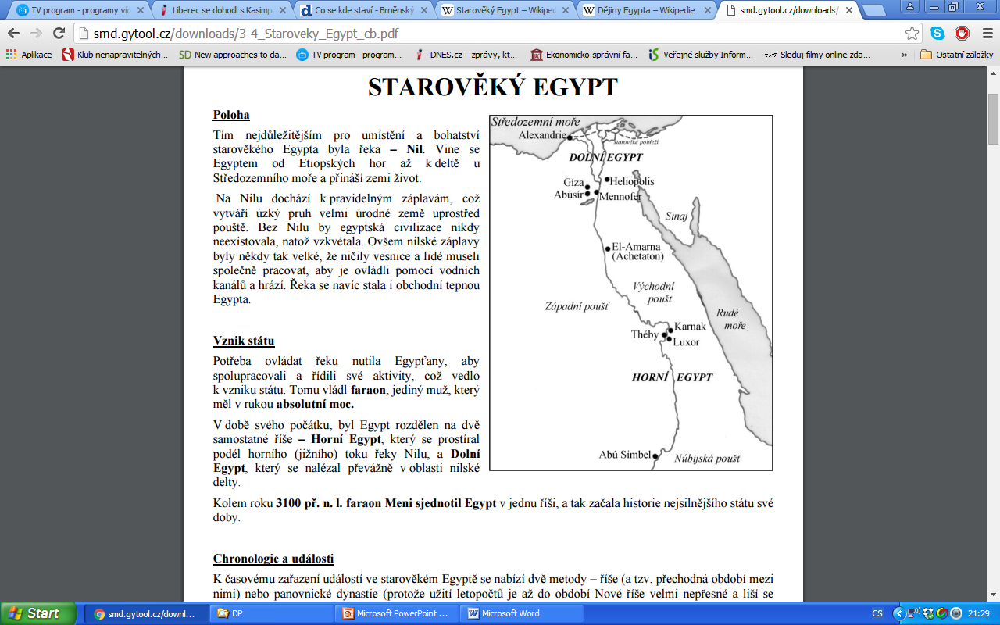 TV program - programy víc
Liberec se dohodl s Kasimpa
Co se kde staví - Brněnský
Starověký Egypt – Wikiped
Dějiny Egypta – Wikipedie
smd.gytool.cz/downloads/
smd.gytool.cz/downloads/3-4_Staroveky_Egypt_cb.pdf
Aplikace
Klub nenapravitelných...
New approaches to da...
TV program - program...
iDNES.cz – zprávy, kt...
Ekonomicko-správní fa...
Veřejné služby Inform...
Sleduj filmy online zda...
»
Ostatní záložky
STAROVĚKÝ EGYPT
Poloha
Tím nejdůležitějším pro umístění a bohatství
starověkého Egypta byla řeka – Nil. Vine se
Egyptem od Etiopských hor až k deltě u
Středozemního moře a přináší zemi život.
Na Nilu dochází k pravidelným záplavám, což
vytváří úzký pruh velmi úrodné země uprostřed
pouště. Bez Nilu by egyptská civilizace nikdy
neexistovala, natož vzkvétala. Ovšem nilské záplavy
byly někdy tak velké, že ničily vesnice a lidé museli
společně pracovat, aby je ovládli pomocí vodních
kanálů a hrází. Řeka se navíc stala i obchodní tepnou
Egypta.
Středozemní moře
Alexandrie
starověké pobřeží
DOLNÍ EGYPT
Gíza
Heliopolis
Abúsír
Mennofer
Sinaj
El-Amarna
(Achetaton)
Východní
poušť
Západní poušť
Rudé
moře
Karnak
Théby
Luxor
HORNÍ EGYPT
Abú Simbel
Núbijská poušť
Vznik státu
Potřeba ovládat řeku nutila Egypťany, aby
spolupracovali a řídili své aktivity, což vedlo
k vzniku státu. Tomu vládl faraon, jediný muž, který
měl v rukou absolutní moc.
V době svého počátku, byl Egypt rozdělen na dvě
samostatné říše – Horní Egypt, který se prostíral
podél horního (jižního) toku řeky Nilu, a Dolní
Egypt, který se nalézal převážně v oblasti nilské
delty.
Kolem roku 3100 př. n. l. faraon Meni sjednotil Egypt v jednu říši, a tak začala historie nejsilnějšího státu své
doby.
Chronologie a události
K časovému zařazení událostí ve starověkém Egyptě se nabízí dvě metody – říše (a tzv. přechodná období mezi
nimi) nebo panovnické dynastie (protože užití letopočtů je až do období Nové říše velmi nepřesné a liší se
Start
smd.gytool.cz/downl...
DP
Microsoft PowerPoint ...
Microsoft Word
CS
21:29